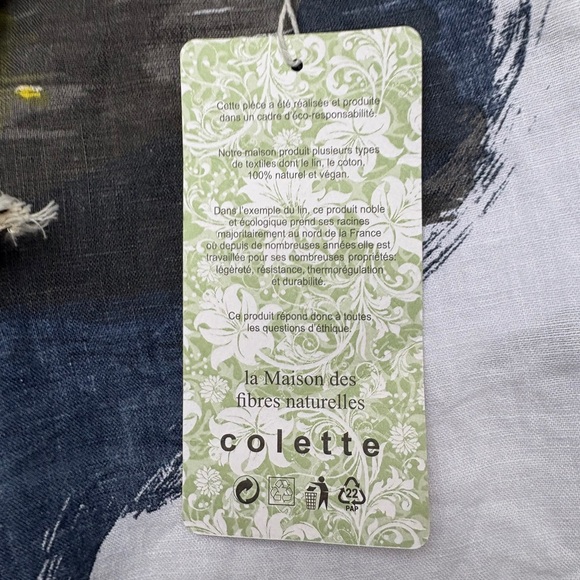 Cette pièce a été réalisée et produite
dans un cadre d'éco-responsabilité.
Notre maison produit plusieurs types
de textiles dont le lin, le coton,
100% naturel et végan.
Dans l'exemple du lin, ce produit noble
et écologique prend ses racines
majoritairement au nord de la France
où depuis de nombreuses années elle est
travaillée pour ses nombreuses propriétés:
légèreté, résistance, thermorégulation
et durabilité.
Ce produit répond donc à toutes
les questions d'éthique.
la Maison des
fibres naturelles
colette
22
PAP